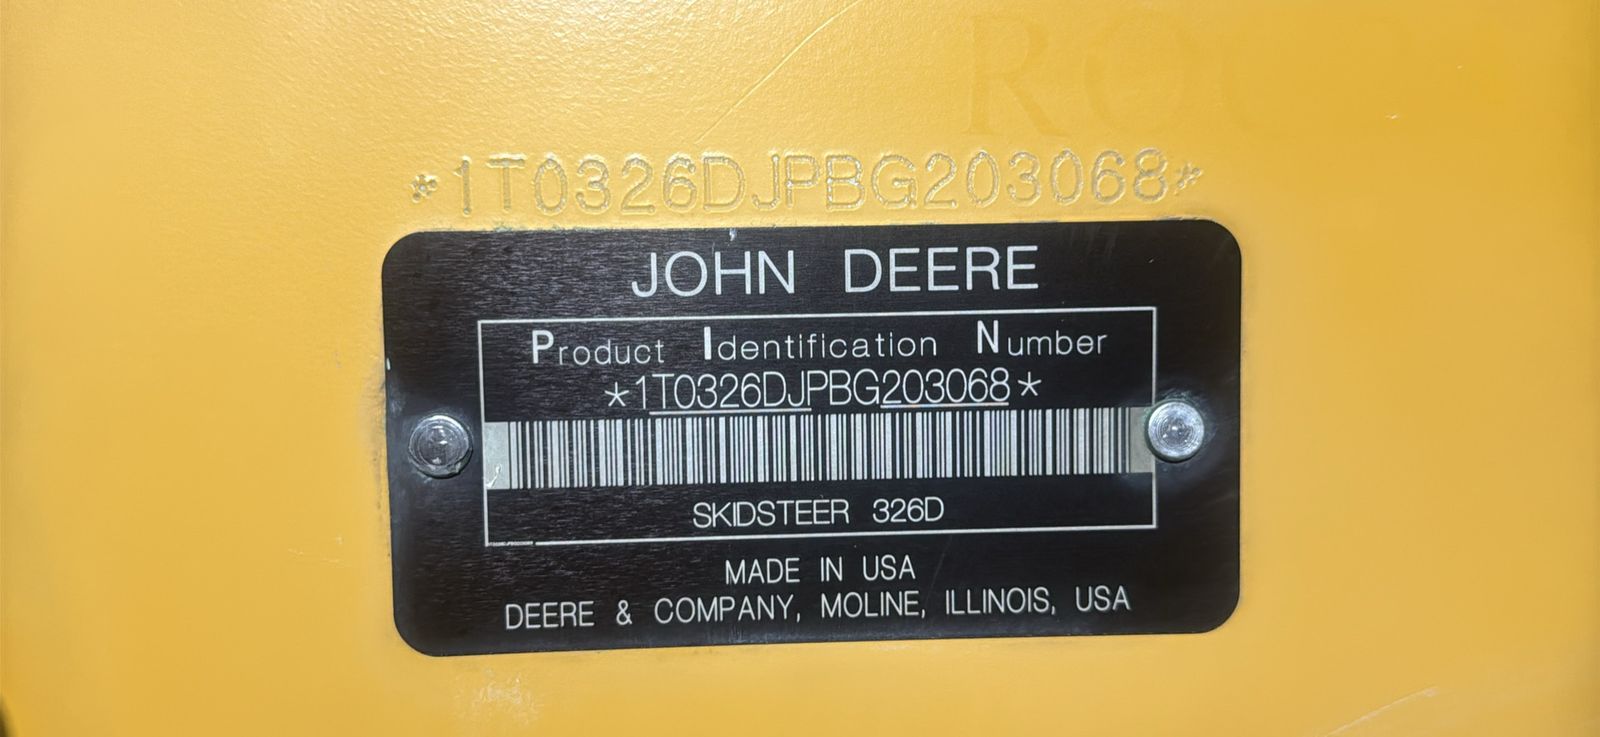 *1T0326DJPBG203068*
JOHN DEERE
Product Identification Number
*1T0326DJPBG203068*
SKIDSTEER 326D
MADE IN USA
DEERE & COMPANY, MOLINE, ILLINOIS, USA